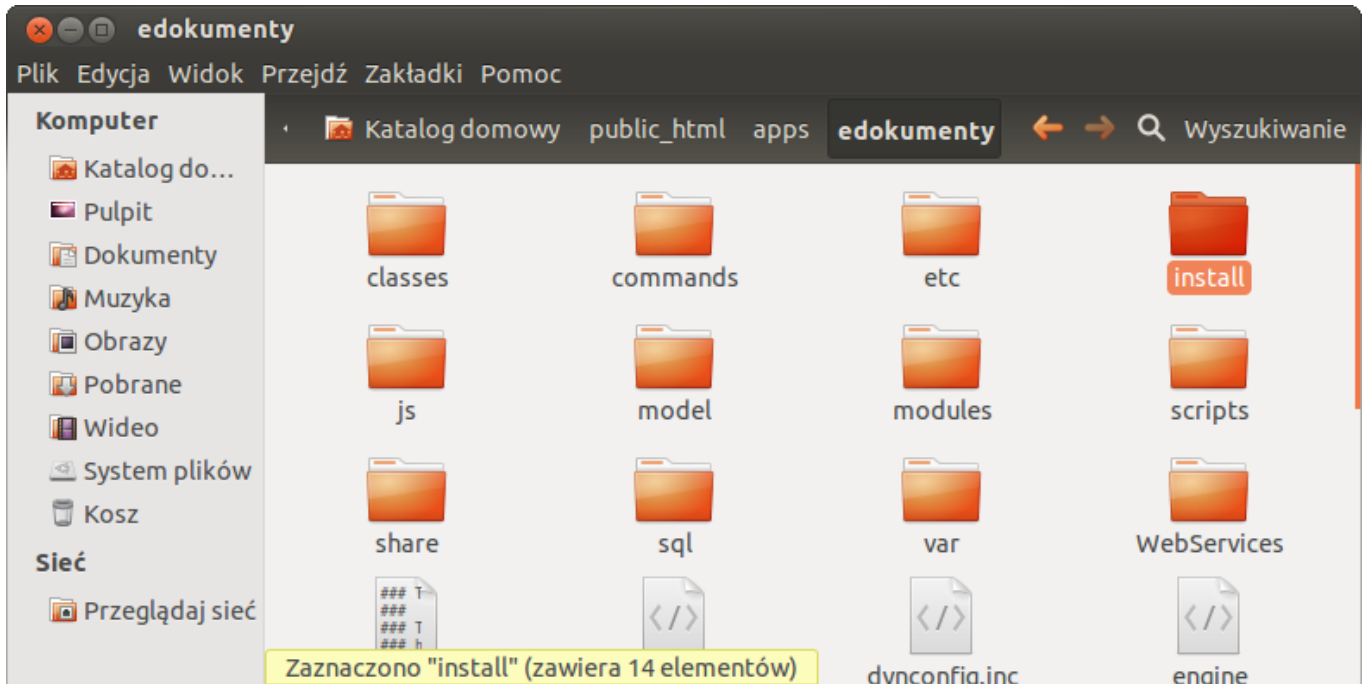 edokumenty
Plik Edycja Widok Przejdź Zakładki Pomoc
Komputer
Katalog do...
Pulpit
Dokumenty
Muzyka
Obrazy
Pobrane
Wideo
System plików
Kosz
Sieć
Przeglądaj sieć
Katalog domowy public_html apps edokumenty Wyszukiwanie
classes commands etc install
js model modules scripts
share sql var WebServices
### T
###
### T
### h
</> </> </>
dynconfig.inc engine
Zaznaczono "install" (zawiera 14 elementów)